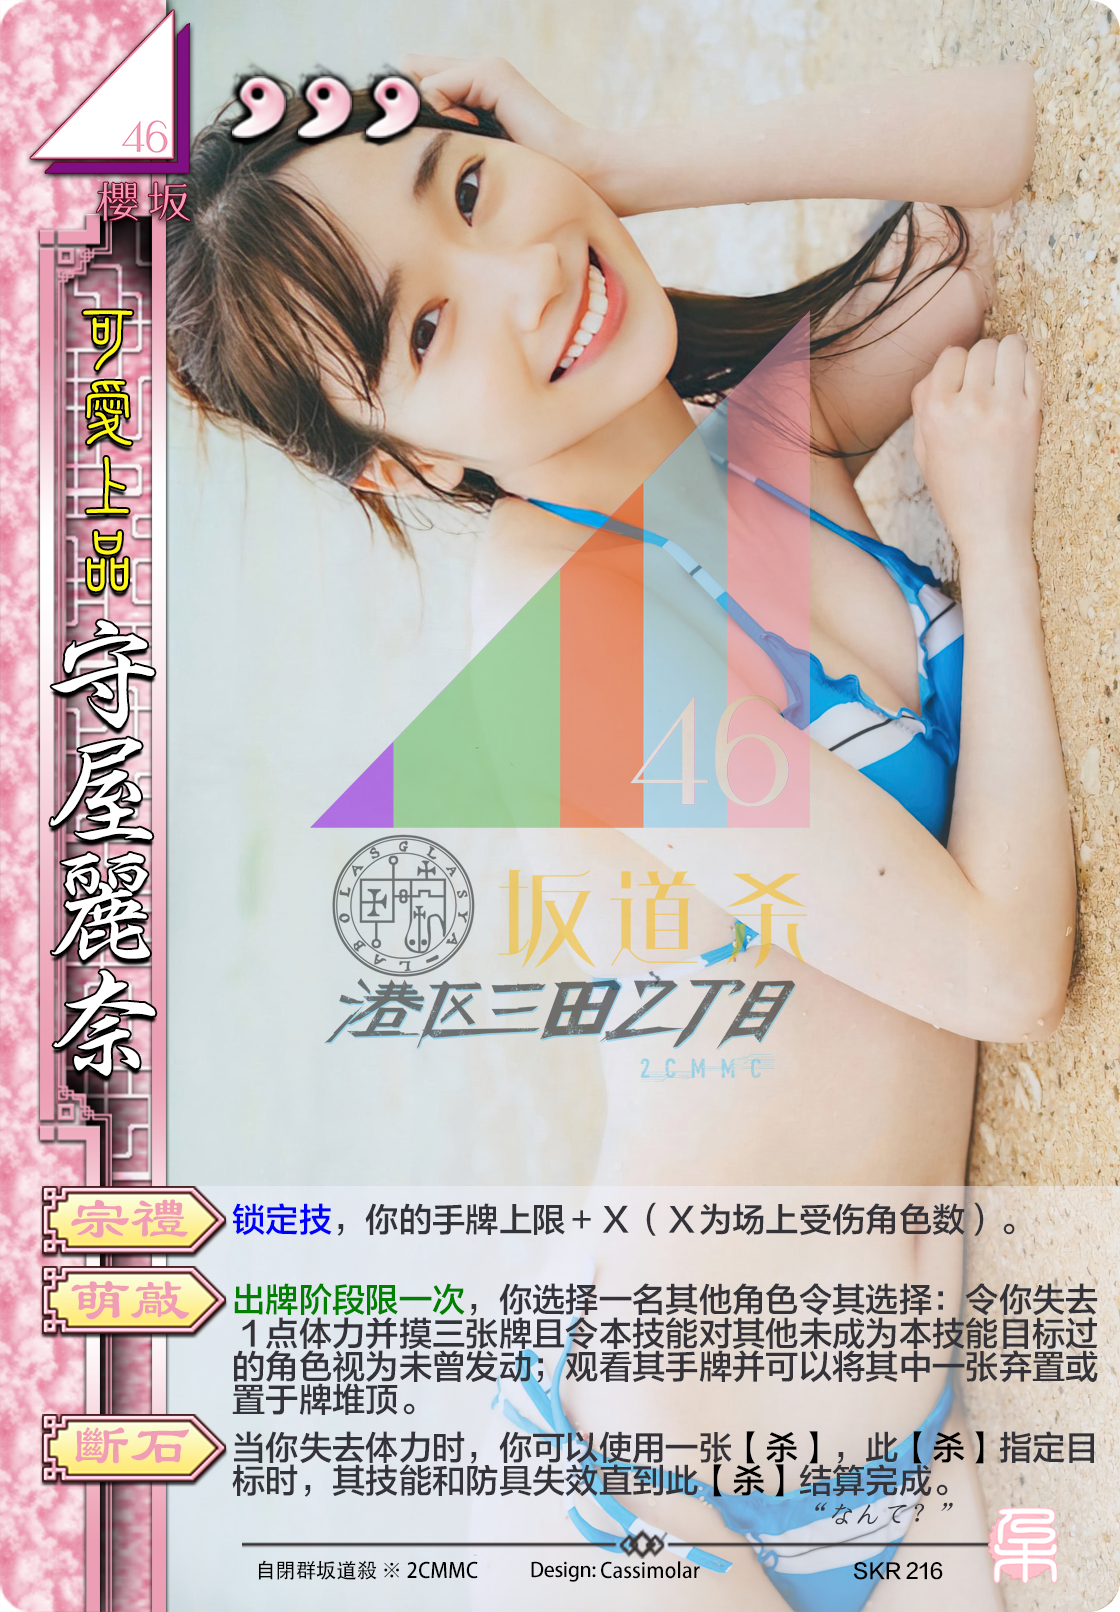 46
櫻坂
可愛上品
守屋麗奈
46
GLASYALABOLAS
坂道杀
港区三田之丁目
2CMMC
宗禮
锁定技，你的手牌上限＋Ｘ（Ｘ为场上受伤角色数）。
萌敲
出牌阶段限一次，你选择一名其他角色令其选择：令你失去
１点体力并摸三张牌且令本技能对其他未成为本技能目标过
的角色视为未曾发动；观看其手牌并可以将其中一张弃置或
置于牌堆顶。
斷石
当你失去体力时，你可以使用一张【杀】，此【杀】指定目
标时，其技能和防具失效直到此【杀】结算完成。
“なんて？”
自閉群坂道殺 ※ 2CMMC
Design: Cassimolar
SKR 216